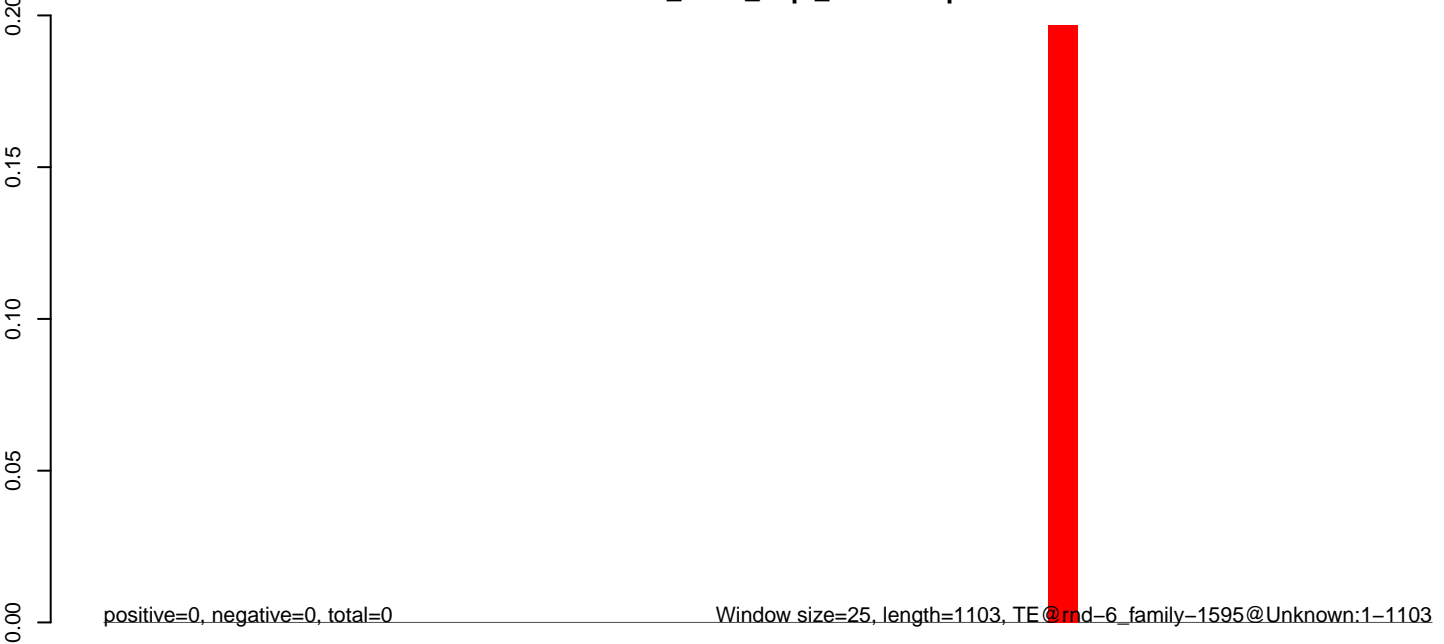 0.20
0.15
0.10
0.05
0.00
positive=0, negative=0, total=0
Window size=25, length=1103, TE@rnd−6_family−1595@Unknown:1−1103